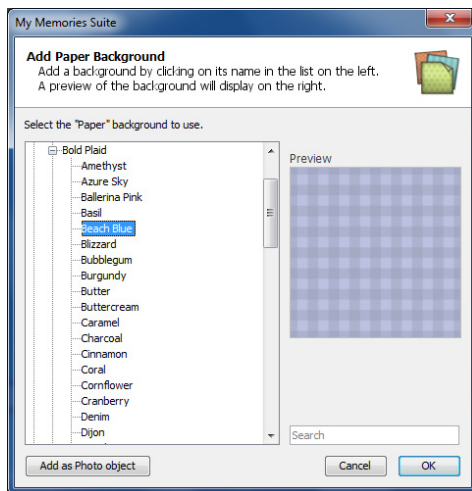 My Memories Suite
Add Paper Background
Add a background by clicking on its name in the list on the left.
A preview of the background will display on the right.
Select the "Paper" background to use.
Bold Plaid
Amethyst
Azure Sky
Ballerina Pink
Basil
Beach Blue
Blizzard
Bubblegum
Burgundy
Butter
Buttercream
Caramel
Charcoal
Cinnamon
Coral
Cornflower
Cranberry
Denim
Dijon
Preview
Search
Add as Photo object
Cancel
OK